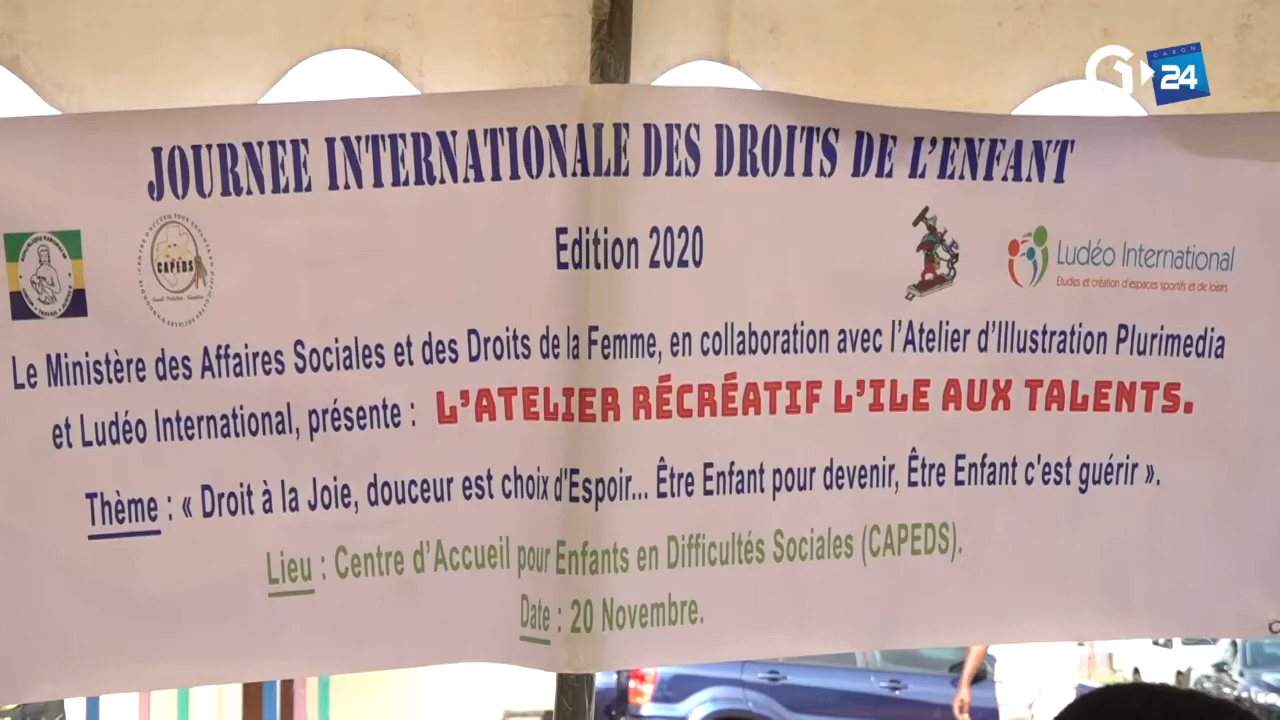 GABON
24
JOURNEE INTERNATIONALE DES DROITS DE L'ENFANT
Edition 2020
CAPEDS
Ludéo International
Etudes et création d'espaces sportifs et de loisirs
Le Ministère des Affaires Sociales et des Droits de la Femme, en collaboration avec l'Atelier d'Illustration Plurimedia
et Ludéo International, présente : L'ATELIER RÉCRÉATIF L'ILE AUX TALENTS.
Thème : « Droit à la Joie, douceur est choix d'Espoir... Être Enfant pour devenir, Être Enfant c'est guérir ».
Lieu : Centre d'Accueil pour Enfants en Difficultés Sociales (CAPEDS).
Date : 20 Novembre.